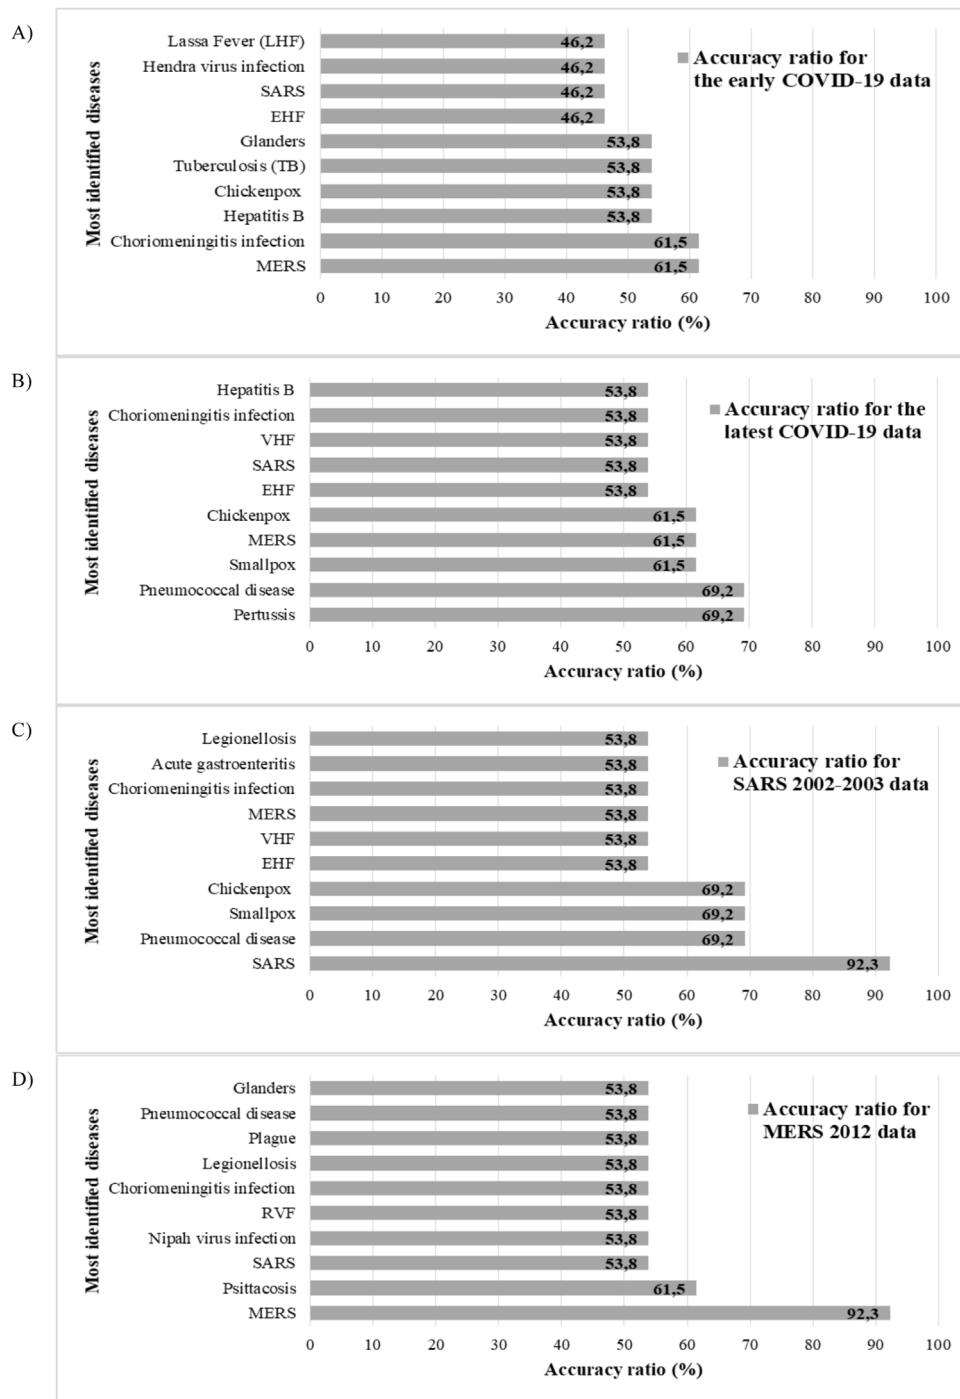 A)
Most identified diseases
Lassa Fever (LHF) 46,2
Hendra virus infection 46,2
SARS 46,2
EHF 46,2
Glanders 53,8
Tuberculosis (TB) 53,8
Chickenpox 53,8
Hepatitis B 53,8
Choriomeningitis infection 61,5
MERS 61,5
Accuracy ratio for
the early COVID-19 data
0 10 20 30 40 50 60 70 80 90 100
Accuracy ratio (%)
B)
Most identified diseases
Hepatitis B 53,8
Choriomeningitis infection 53,8
VHF 53,8
SARS 53,8
EHF 53,8
Chickenpox 61,5
MERS 61,5
Smallpox 61,5
Pneumococcal disease 69,2
Pertussis 69,2
Accuracy ratio for the
latest COVID-19 data
0 10 20 30 40 50 60 70 80 90 100
Accuracy ratio (%)
C)
Most identified diseases
Legionellosis 53,8
Acute gastroenteritis 53,8
Choriomeningitis infection 53,8
MERS 53,8
VHF 53,8
EHF 53,8
Chickenpox 69,2
Smallpox 69,2
Pneumococcal disease 69,2
SARS 92,3
Accuracy ratio for
SARS 2002-2003 data
0 10 20 30 40 50 60 70 80 90 100
Accuracy ratio (%)
D)
Most identified diseases
Glanders 53,8
Pneumococcal disease 53,8
Plague 53,8
Legionellosis 53,8
Choriomeningitis infection 53,8
RVF 53,8
Nipah virus infection 53,8
SARS 53,8
Psittacosis 61,5
MERS 92,3
Accuracy ratio for
MERS 2012 data
0 10 20 30 40 50 60 70 80 90 100
Accuracy ratio (%)